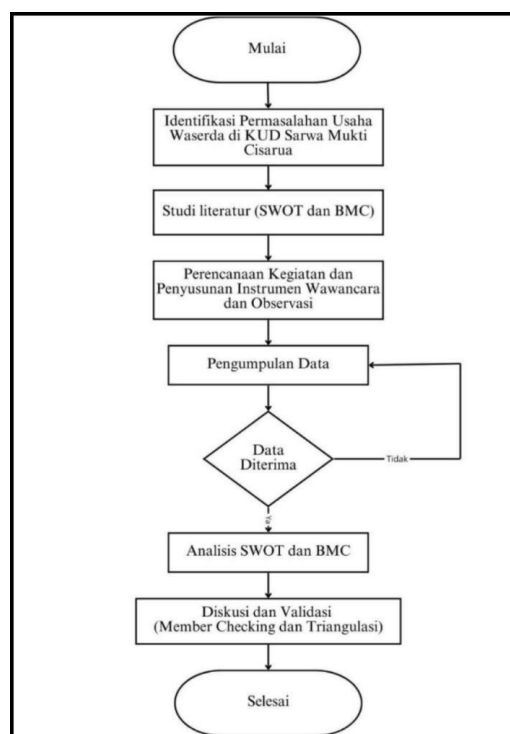 Mulai
Identifikasi Permasalahan Usaha
Waserda di KUD Sarwa Mukti
Cisarua
Studi literatur (SWOT dan BMC)
Perencanaan Kegiatan dan
Penyusunan Instrumen Wawancara
dan Observasi
Pengumpulan Data
Data
Diterima
Tidak
Ya
Analisis SWOT dan BMC
Diskusi dan Validasi
(Member Checking dan Triangulasi)
Selesai